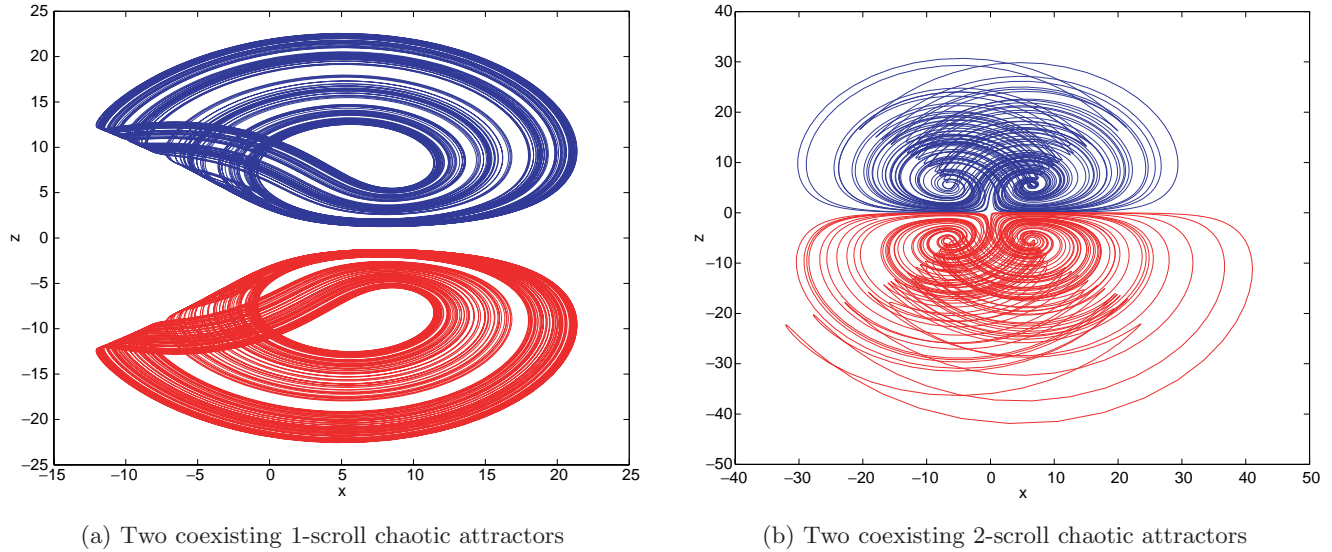 25
20
15
10
5
0
−5
−10
−15
−20
−25
z
−15 −10 −5 0 5 10 15 20 25
x
(a) Two coexisting 1-scroll chaotic attractors
40
30
20
10
0
−10
−20
−30
−40
−50
z
−40 −30 −20 −10 0 10 20 30 40 50
x
(b) Two coexisting 2-scroll chaotic attractors